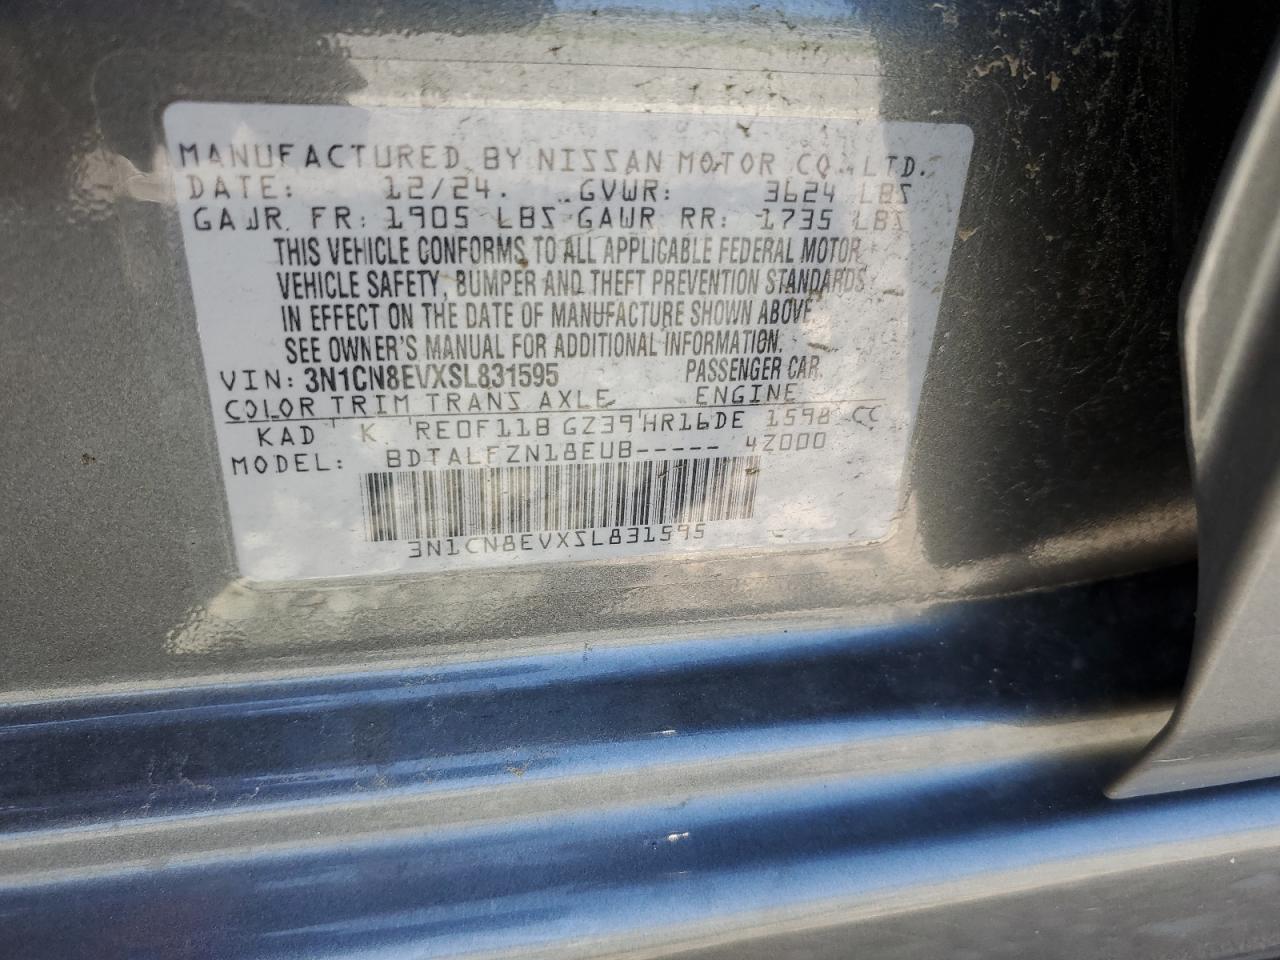 MANUFACTURED BY NISSAN MOTOR CO., LTD.
DATE: 12/24. GVWR: 3624 LBS
GAWR FR: 1905 LBS GAWR RR: 1735 LBS
THIS VEHICLE CONFORMS TO ALL APPLICABLE FEDERAL MOTOR
VEHICLE SAFETY, BUMPER AND THEFT PREVENTION STANDARDS
IN EFFECT ON THE DATE OF MANUFACTURE SHOWN ABOVE.
SEE OWNER'S MANUAL FOR ADDITIONAL INFORMATION.
VIN: 3N1CN8EVXSL831595 PASSENGER CAR
COLOR TRIM TRANS AXLE ENGINE
KAD K RE0F11B GZ39 HR16DE 1598 CC
MODEL: BDTALFZN18EUB----- 4Z000
3N1CN8EVXSL831595